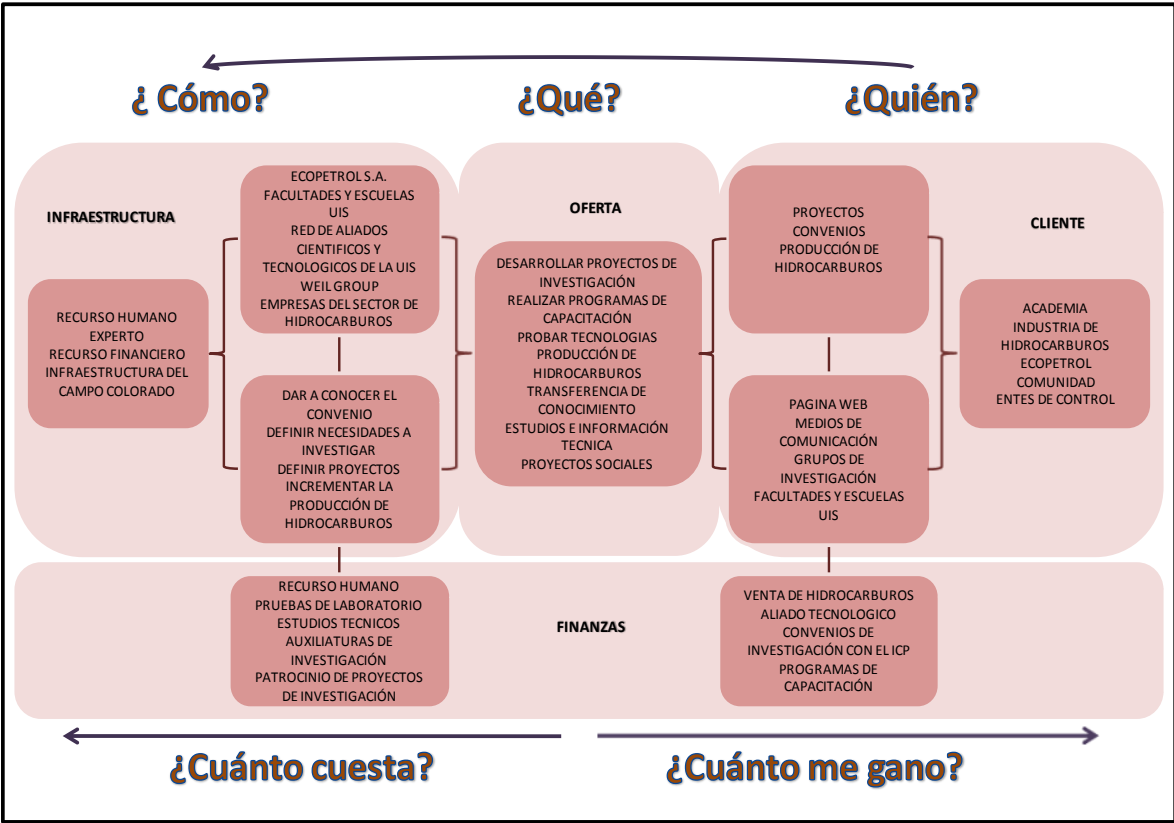 ¿ Cómo?
¿Qué?
¿Quién?
INFRAESTRUCTURA
RECURSO HUMANO
EXPERTO
RECURSO FINANCIERO
INFRAESTRUCTURA DEL
CAMPO COLORADO
ECOPETROL S.A.
FACULTADES Y ESCUELAS
UIS
RED DE ALIADOS
CIENTIFICOS Y
TECNOLOGICOS DE LA UIS
WEIL GROUP
EMPRESAS DEL SECTOR DE
HIDROCARBUROS
DAR A CONOCER EL
CONVENIO
DEFINIR NECESIDADES A
INVESTIGAR
DEFINIR PROYECTOS
INCREMENTAR LA
PRODUCCIÓN DE
HIDROCARBUROS
OFERTA
DESARROLLAR PROYECTOS DE
INVESTIGACIÓN
REALIZAR PROGRAMAS DE
CAPACITACIÓN
PROBAR TECNOLOGIAS
PRODUCCIÓN DE
HIDROCARBUROS
TRANSFERENCIA DE
CONOCIMIENTO
ESTUDIOS E INFORMACIÓN
TECNICA
PROYECTOS SOCIALES
PROYECTOS
CONVENIOS
PRODUCCIÓN DE
HIDROCARBUROS
PAGINA WEB
MEDIOS DE
COMUNICACIÓN
GRUPOS DE
INVESTIGACIÓN
FACULTADES Y ESCUELAS
UIS
CLIENTE
ACADEMIA
INDUSTRIA DE
HIDROCARBUROS
ECOPETROL
COMUNIDAD
ENTES DE CONTROL
RECURSO HUMANO
PRUEBAS DE LABORATORIO
ESTUDIOS TECNICOS
AUXILIATURAS DE
INVESTIGACIÓN
PATROCINIO DE PROYECTOS
DE INVESTIGACIÓN
FINANZAS
VENTA DE HIDROCARBUROS
ALIADO TECNOLOGICO
CONVENIOS DE
INVESTIGACIÓN CON EL ICP
PROGRAMAS DE
CAPACITACIÓN
¿Cuánto cuesta?
¿Cuánto me gano?